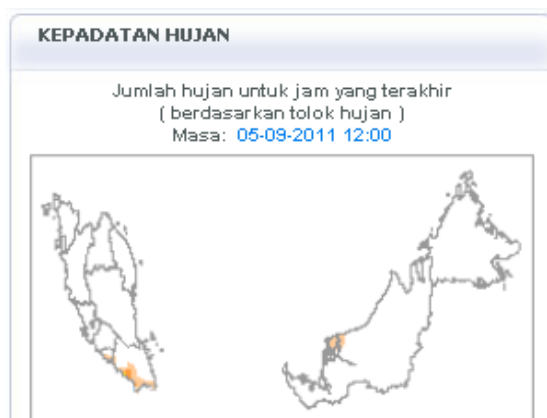 KEPADATAN HUJAN
Jumlah hujan untuk jam yang terakhir
( berdasarkan tolok hujan )
Masa: 05-09-2011 12:00